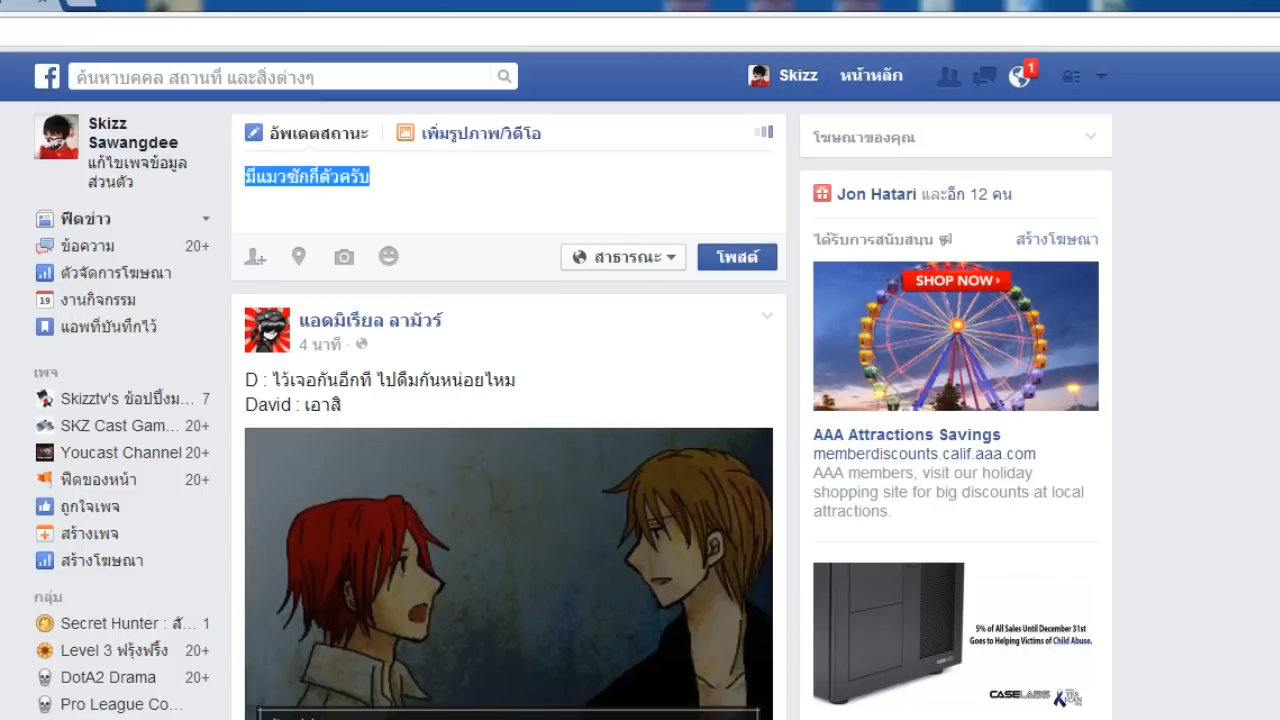 ค้นหาบุคคล สถานที่ และสิ่งต่างๆ
Skizz
หน้าหลัก
1
Skizz
Sawangdee
แก้ไขเพจข้อมูล
ส่วนตัว
ฟีดข่าว
ข้อความ 20+
ตัวจัดการโฆษณา
19 งานกิจกรรม
แอพที่บันทึกไว้
เพจ
Skizztv's ช้อปปิ้งม... 7
SKZ Cast Gam... 20+
Youcast Channel 20+
ฟีดของหน้า 20+
ถูกใจเพจ
สร้างเพจ
สร้างโฆษณา
กลุ่ม
Secret Hunter : สั... 1
Level 3 ฟรุ้งฟริ้ง 20+
DotA2 Drama 20+
Pro League Co...
อัพเดตสถานะ
เพิ่มรูปภาพ/วิดีโอ
มีแมวซักกี่ตัวครับ
สาธารณะ
โพสต์
แอดมิเรียล ลามัวร์
4 นาที ·
D : ไว้เจอกันอีกที ไปดื่มกันหน่อยไหม
David : เอาสิ
โฆษณาของคุณ
Jon Hatari และอีก 12 คน
ได้รับการสนับสนุน
สร้างโฆษณา
SHOP NOW ›
AAA Attractions Savings
memberdiscounts.calif.aaa.com
AAA members, visit our holiday
shopping site for big discounts at local
attractions.
5% of All Sales Until December 31st
Goes to Helping Victims of Child Abuse.
CASELABS
YES
I CAN